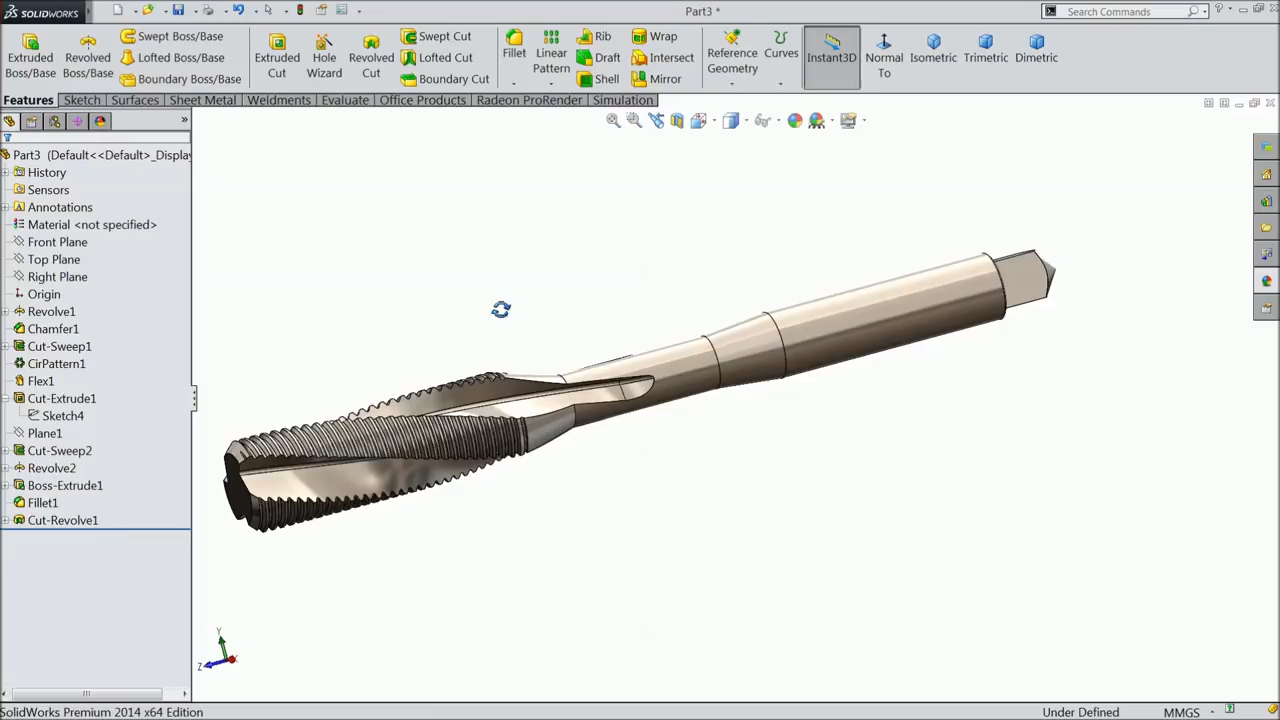 SOLIDWORKS
Part3 *
Search Commands
Extruded Boss/Base
Revolved Boss/Base
Swept Boss/Base
Lofted Boss/Base
Boundary Boss/Base
Extruded Cut
Hole Wizard
Revolved Cut
Swept Cut
Lofted Cut
Boundary Cut
Fillet
Linear Pattern
Rib
Draft
Shell
Wrap
Intersect
Mirror
Reference Geometry
Curves
Instant3D
Normal To
Isometric
Trimetric
Dimetric
Features
Sketch
Surfaces
Sheet Metal
Weldments
Evaluate
Office Products
Radeon ProRender
Simulation
Part3 (Default<<Default>_Display
History
Sensors
Annotations
Material <not specified>
Front Plane
Top Plane
Right Plane
Origin
Revolve1
Chamfer1
Cut-Sweep1
CirPattern1
Flex1
Cut-Extrude1
Sketch4
Plane1
Cut-Sweep2
Revolve2
Boss-Extrude1
Fillet1
Cut-Revolve1
Y
Z
SolidWorks Premium 2014 x64 Edition
Under Defined
MMGS